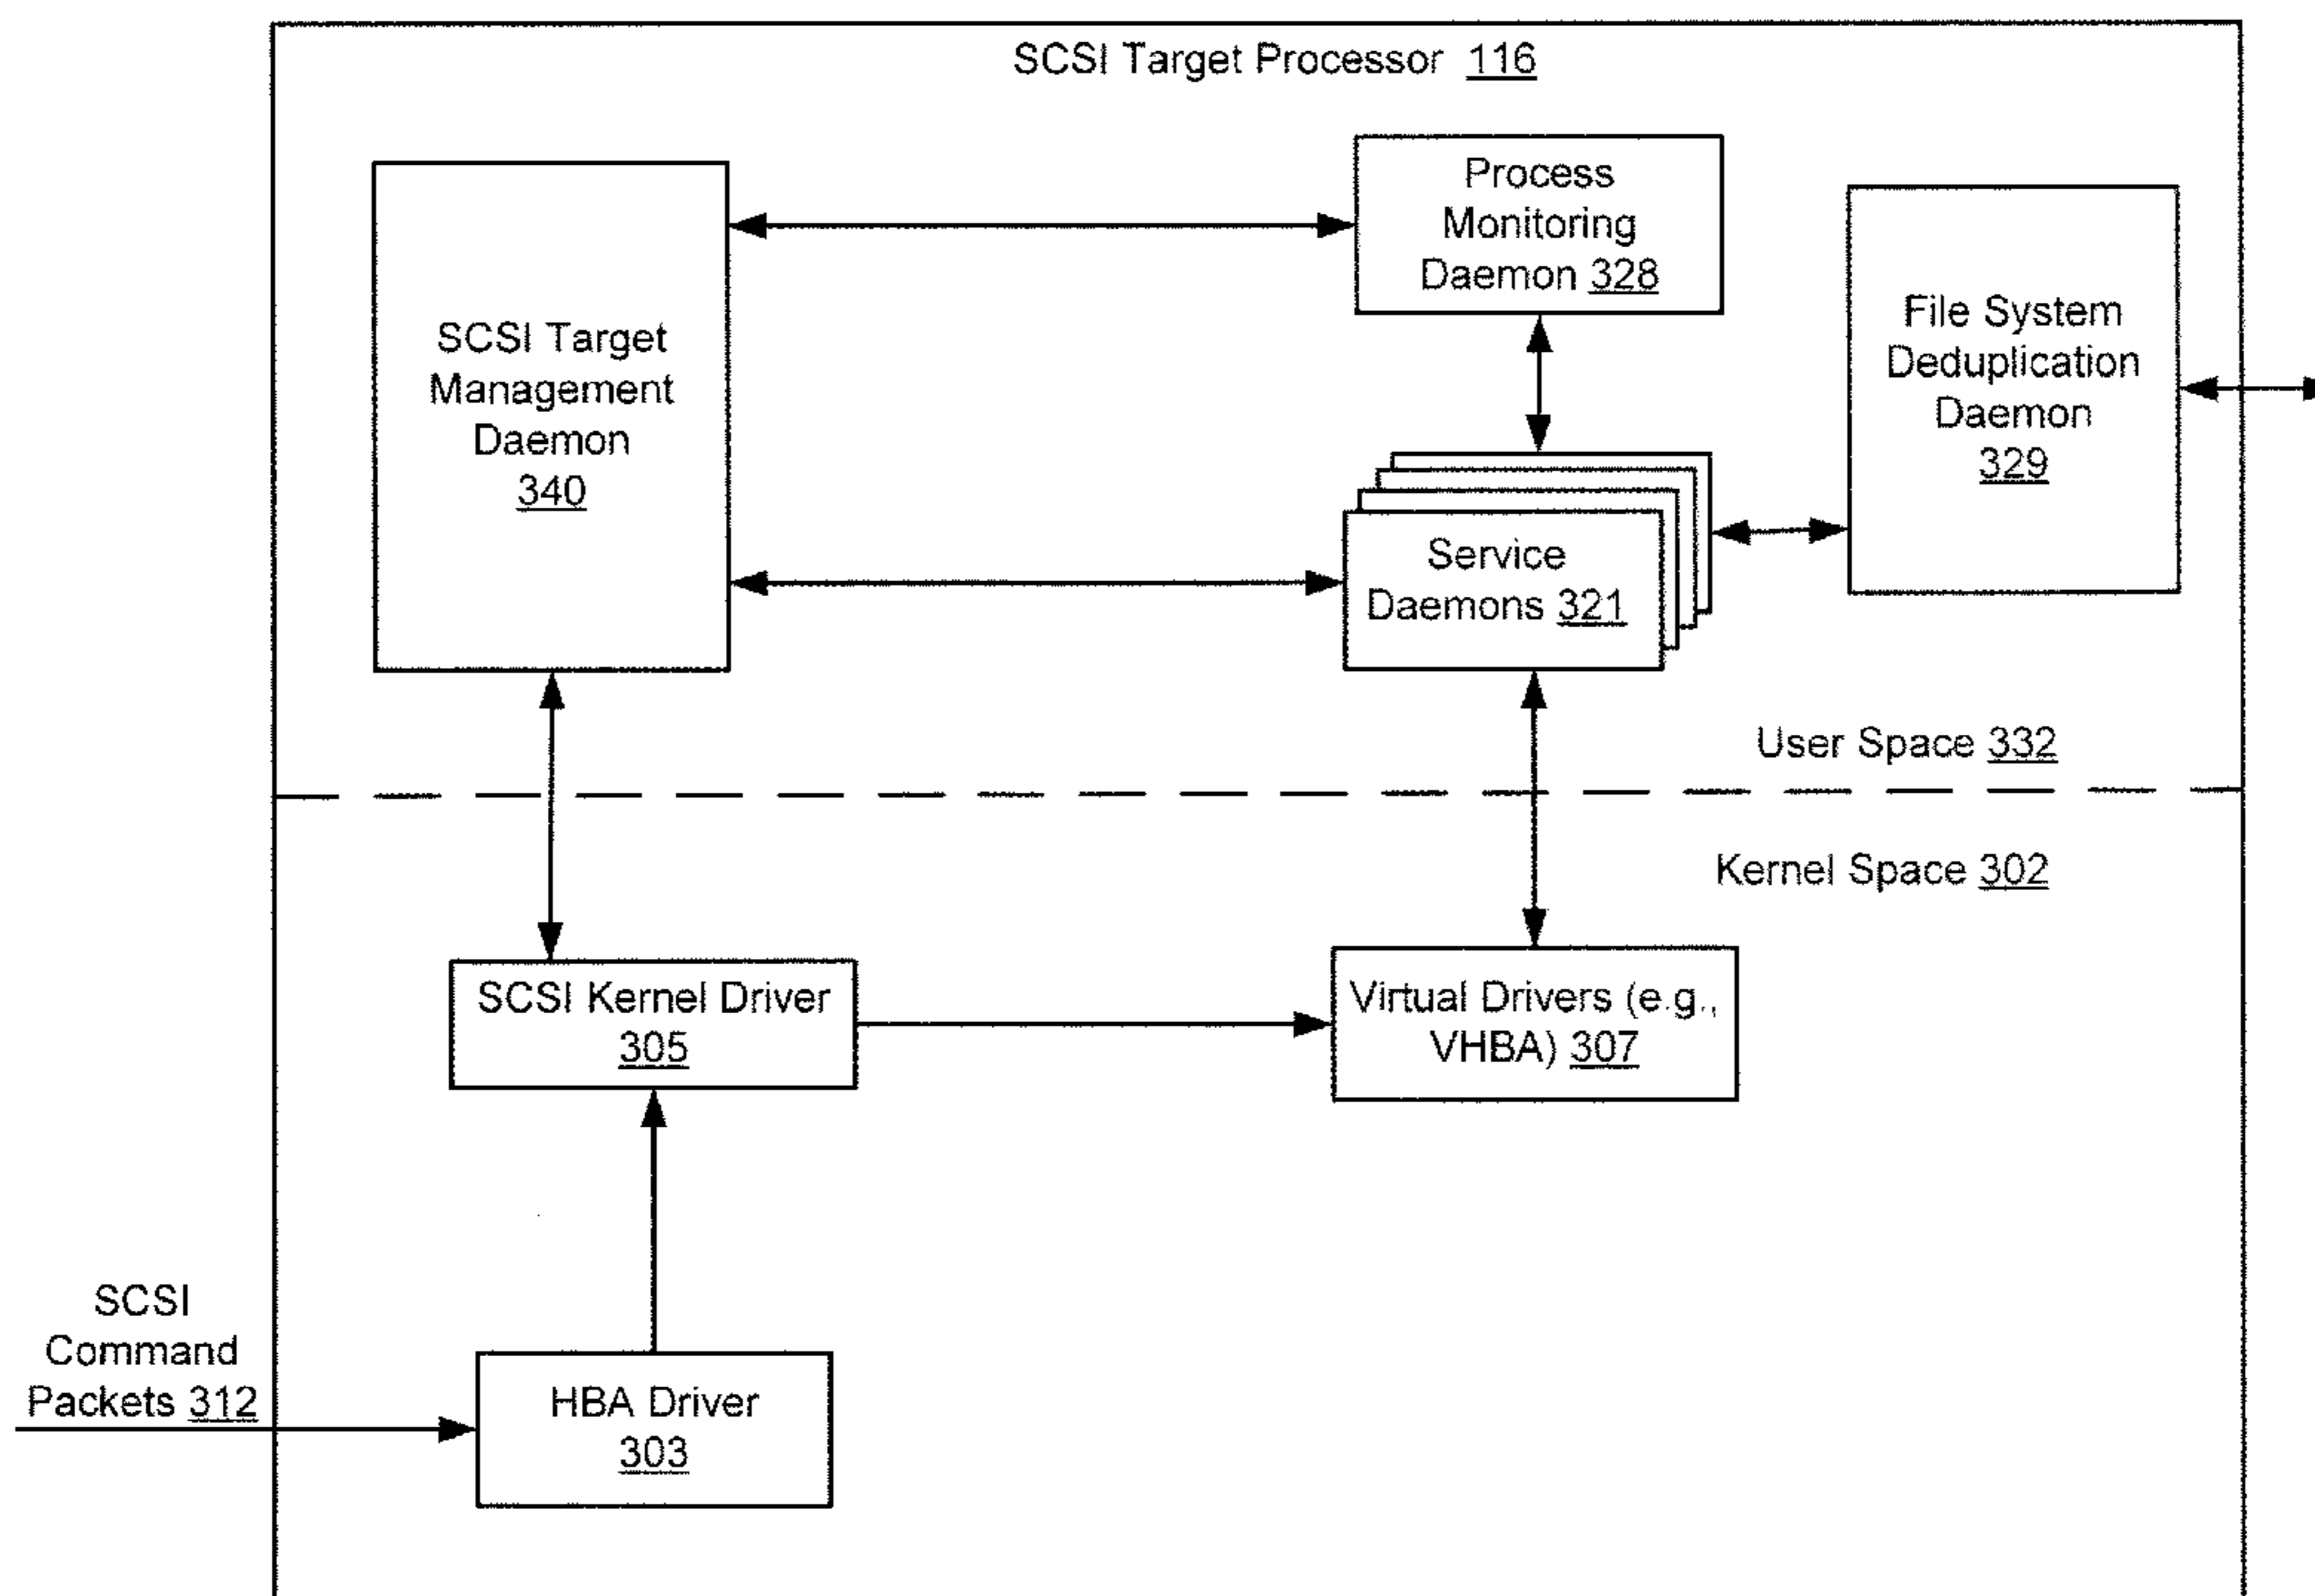 SCSI Target Processor 116
Process
Monitoring
Daemon 328
File System
Deduplication
Daemon
329
SCSI Target
Management
Daemon
340
Service
Daemons 321
User Space 332
Kernel Space 302
SCSI Kernel Driver
305
Virtual Drivers (e.g.,
VHBA) 307
SCSI
Command
Packets 312
HBA Driver
303